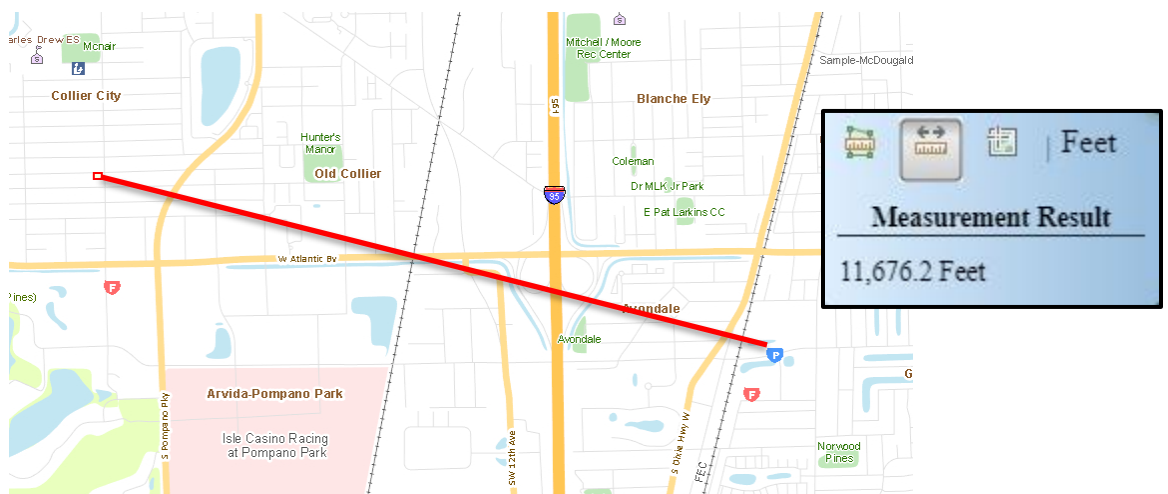 arles Drew ES
Mcnair
Collier City
Hunter's
Manor
Old Collier
I-95
Mitchell / Moore
Rec Center
Blanche Ely
Sample-McDougald
Coleman
Dr MLK Jr Park
E Pat Larkins CC
95
W Atlantic Bv
F
Pines)
Avondale
Avondale
P
F
G
Arvida-Pompano Park
Isle Casino Racing
at Pompano Park
S Pompano Pky
SW 12th Ave
S Dixie Hwy W
FEC
Norwood
Pines
Feet
Measurement Result
11,676.2 Feet